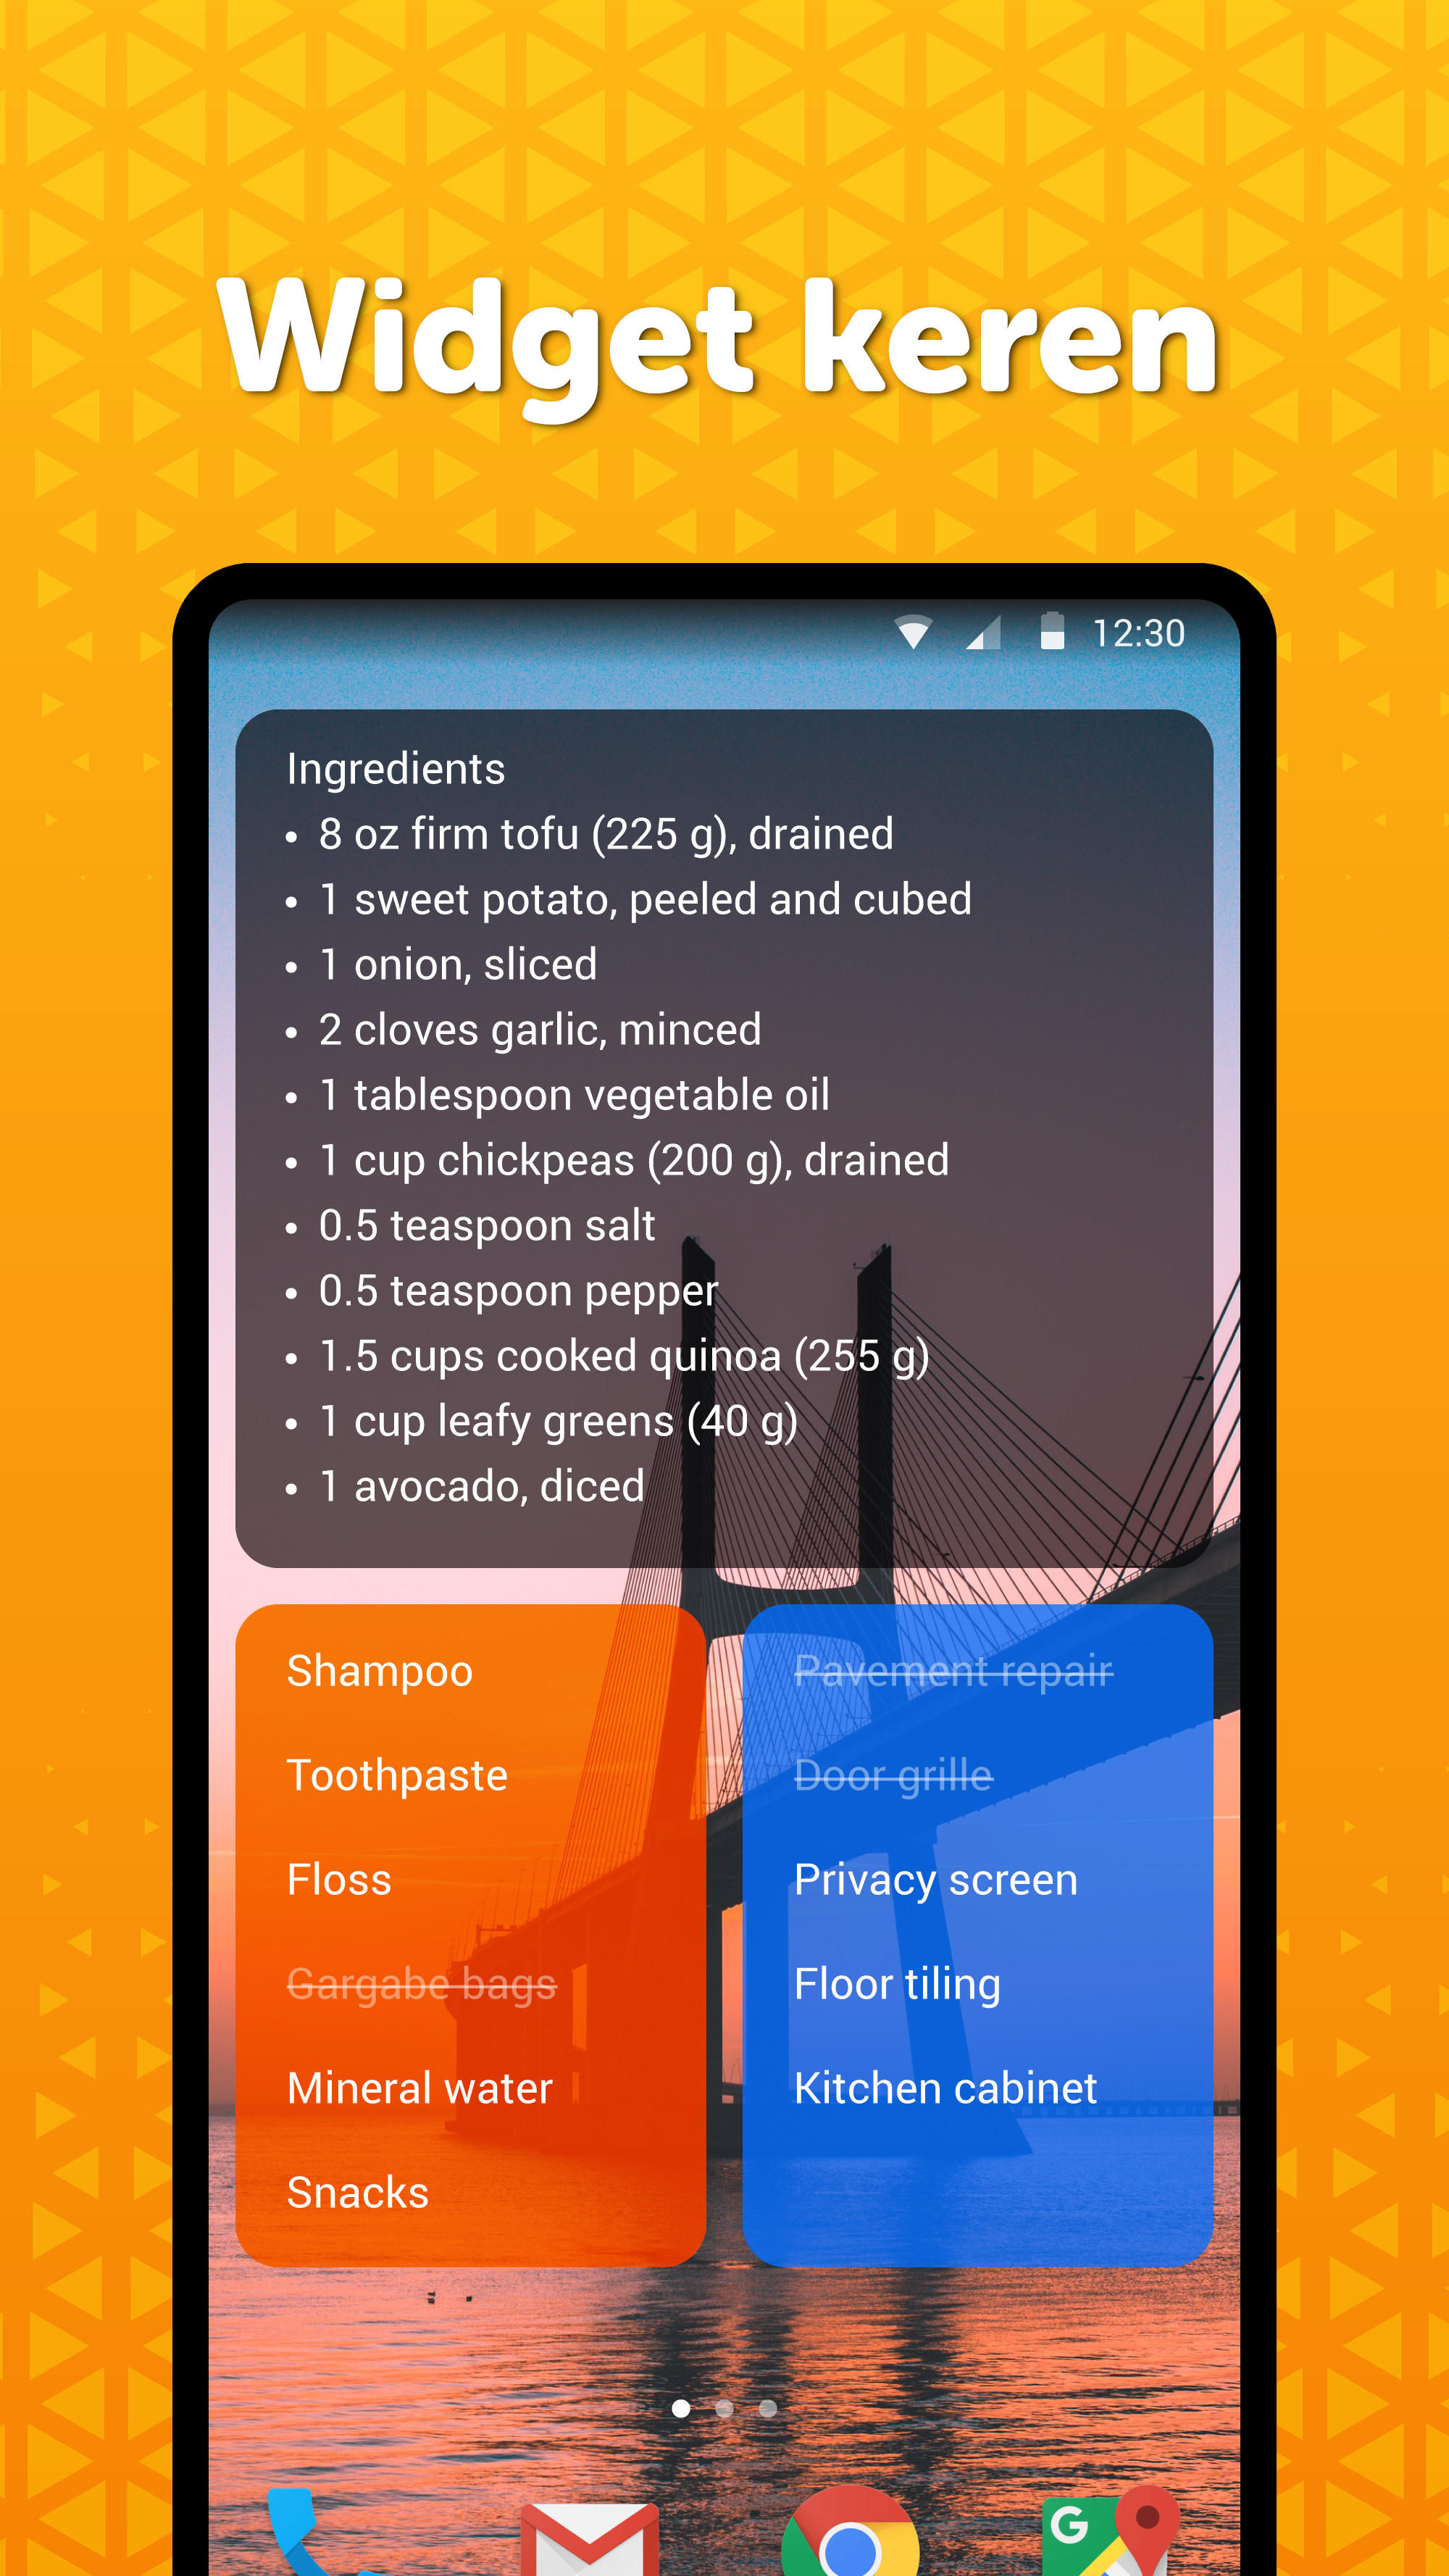 Widget keren
12:30
Ingredients
• 8 oz firm tofu (225 g), drained
• 1 sweet potato, peeled and cubed
• 1 onion, sliced
• 2 cloves garlic, minced
• 1 tablespoon vegetable oil
• 1 cup chickpeas (200 g), drained
• 0.5 teaspoon salt
• 0.5 teaspoon pepper
• 1.5 cups cooked quinoa (255 g)
• 1 cup leafy greens (40 g)
• 1 avocado, diced
Shampoo
Toothpaste
Floss
Gargabe bags
Mineral water
Snacks
Pavement repair
Door grille
Privacy screen
Floor tiling
Kitchen cabinet
G